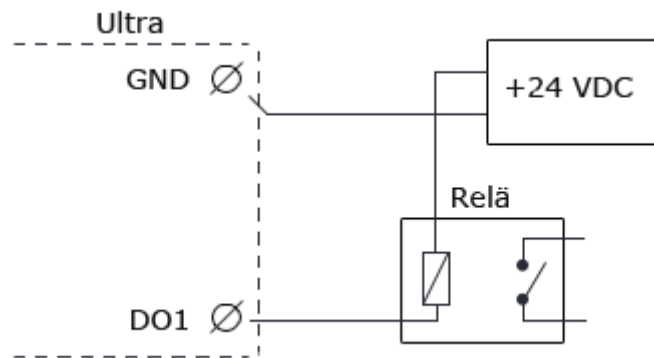 Ultra
GND
+24 VDC
Relä
DO1